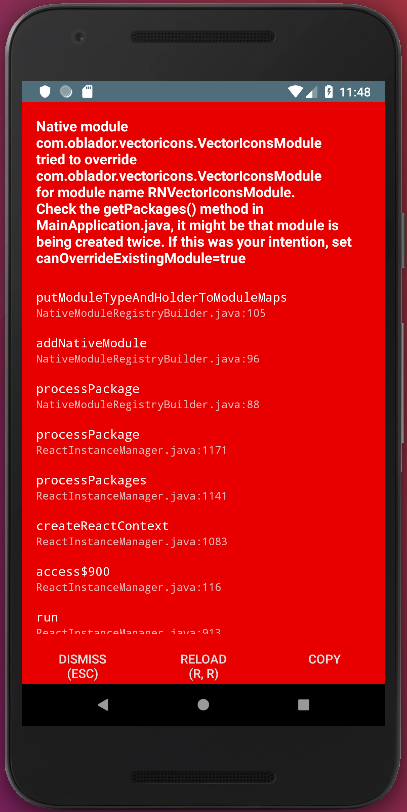 11:48
Native module
com.oblador.vectoricons.VectorIconsModule
tried to override
com.oblador.vectoricons.VectorIconsModule
for module name RNVectorIconsModule.
Check the getPackages() method in
MainApplication.java, it might be that module is
being created twice. If this was your intention, set
canOverrideExistingModule=true
putModuleTypeAndHolderToModuleMaps
NativeModuleRegistryBuilder.java:105
addNativeModule
NativeModuleRegistryBuilder.java:96
processPackage
NativeModuleRegistryBuilder.java:88
processPackage
ReactInstanceManager.java:1171
processPackages
ReactInstanceManager.java:1141
createReactContext
ReactInstanceManager.java:1083
access$900
ReactInstanceManager.java:116
run
ReactInstanceManager.java:913
DISMISS
(ESC)
RELOAD
(R, R)
COPY